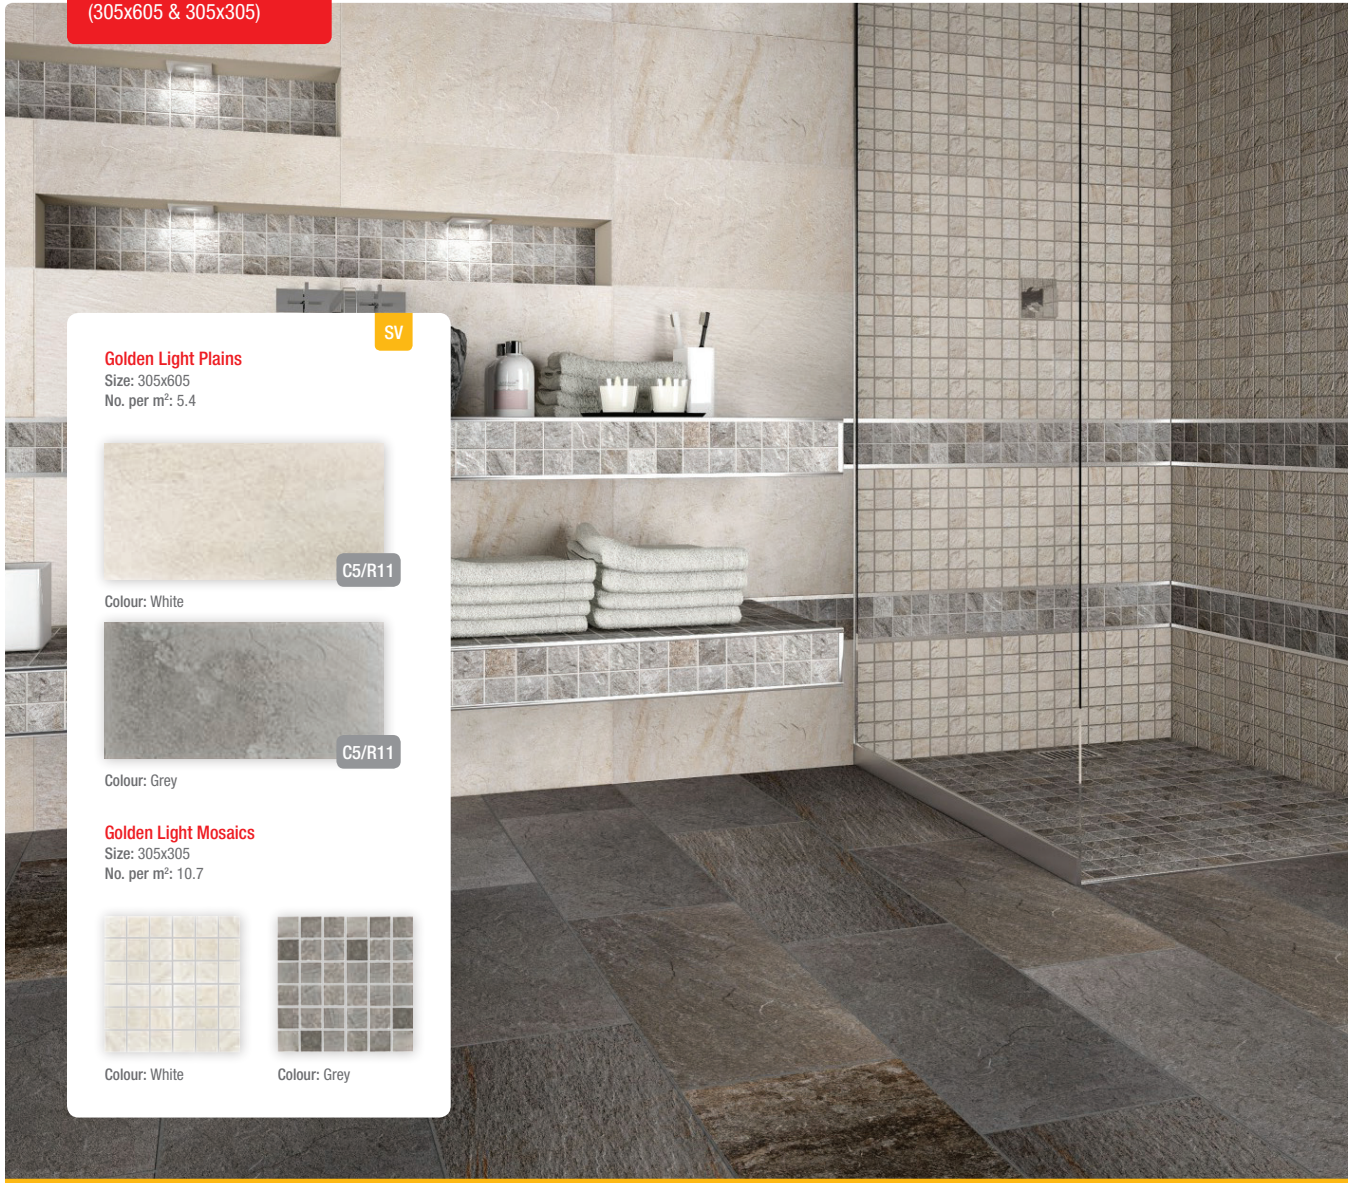 (305x605 & 305x305)
SV
Golden Light Plains
Size: 305x605
No. per m²: 5.4
C5/R11
Colour: White
C5/R11
Colour: Grey
Golden Light Mosaics
Size: 305x305
No. per m²: 10.7
Colour: White
Colour: Grey